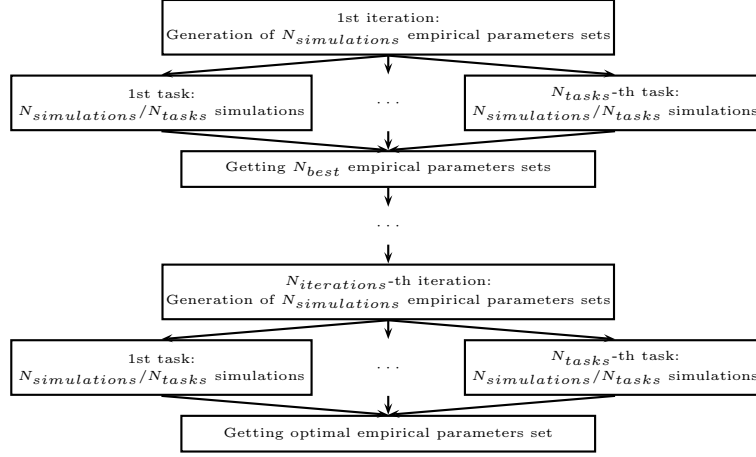 1st iteration:
Generation of N_simulations empirical parameters sets
1st task:
N_simulations/N_tasks simulations
...
N_tasks-th task:
N_simulations/N_tasks simulations
Getting N_best empirical parameters sets
...
N_iterations-th iteration:
Generation of N_simulations empirical parameters sets
1st task:
N_simulations/N_tasks simulations
...
N_tasks-th task:
N_simulations/N_tasks simulations
Getting optimal empirical parameters set